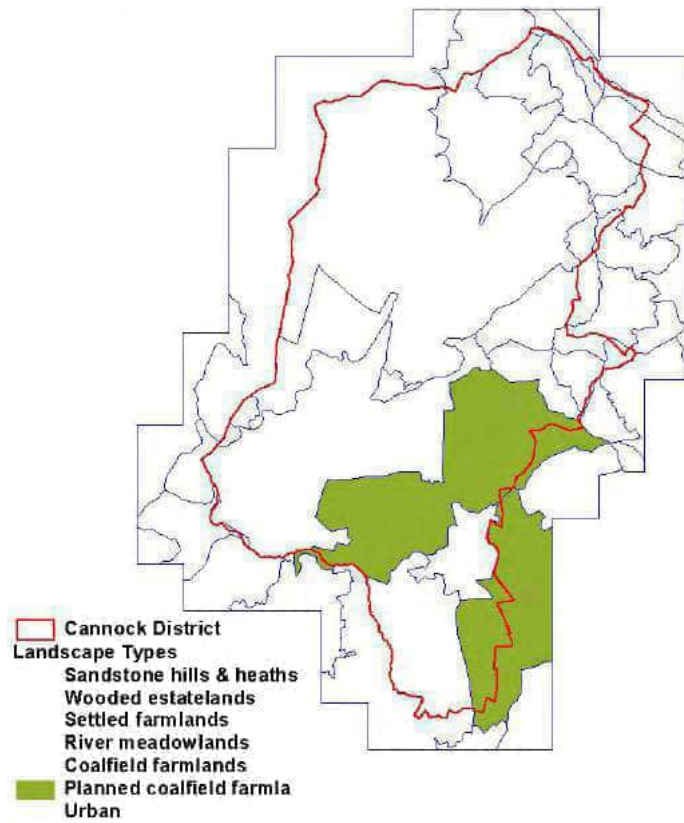 Cannock District
Landscape Types
Sandstone hills & heaths
Wooded estatelands
Settled farmlands
River meadowlands
Coalfield farmlands
Planned coalfield farmla
Urban